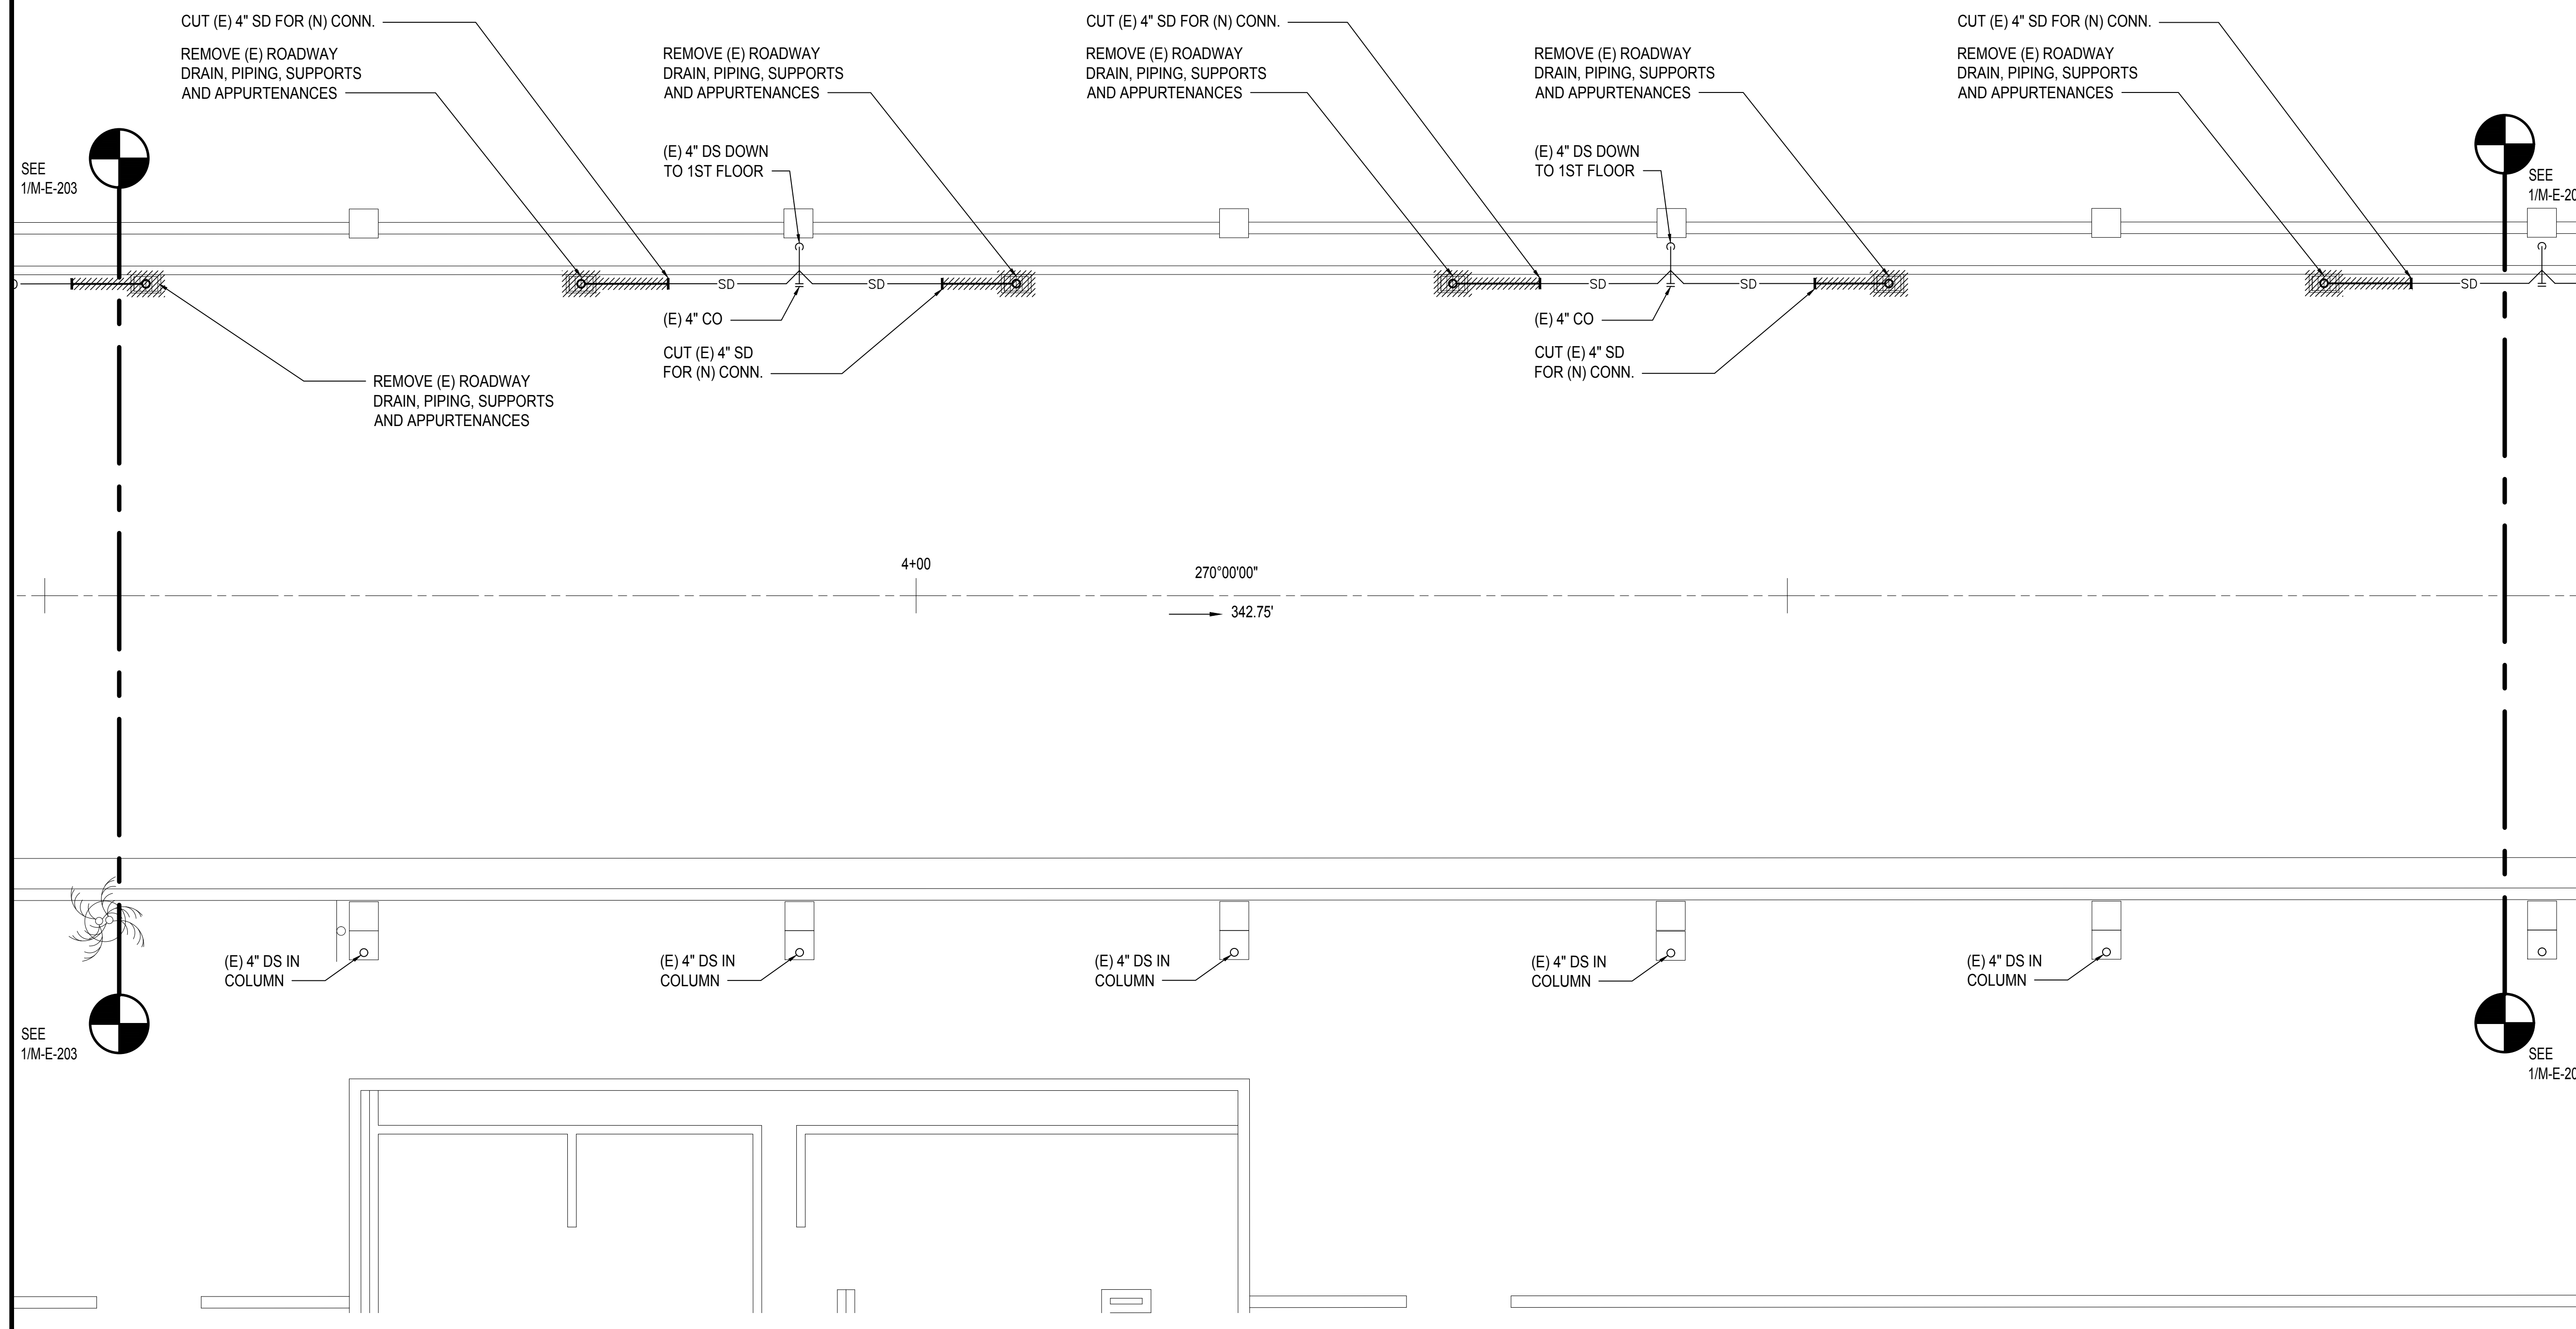 CUT (E) 4" SD FOR (N) CONN.
REMOVE (E) ROADWAY
DRAIN, PIPING, SUPPORTS
AND APPURTENANCES
REMOVE (E) ROADWAY
DRAIN, PIPING, SUPPORTS
AND APPURTENANCES
CUT (E) 4" SD FOR (N) CONN.
REMOVE (E) ROADWAY
DRAIN, PIPING, SUPPORTS
AND APPURTENANCES
REMOVE (E) ROADWAY
DRAIN, PIPING, SUPPORTS
AND APPURTENANCES
CUT (E) 4" SD FOR (N) CONN.
REMOVE (E) ROADWAY
DRAIN, PIPING, SUPPORTS
AND APPURTENANCES
SEE
1/M-E-203
(E) 4" DS DOWN
TO 1ST FLOOR
(E) 4" DS DOWN
TO 1ST FLOOR
SEE
1/M-E-20
SD
SD
SD
SD
SD
(E) 4" CO
CUT (E) 4" SD
FOR (N) CONN.
(E) 4" CO
CUT (E) 4" SD
FOR (N) CONN.
REMOVE (E) ROADWAY
DRAIN, PIPING, SUPPORTS
AND APPURTENANCES
4+00
270°00'00"
342.75'
(E) 4" DS IN
COLUMN
(E) 4" DS IN
COLUMN
(E) 4" DS IN
COLUMN
(E) 4" DS IN
COLUMN
(E) 4" DS IN
COLUMN
SEE
1/M-E-203
SEE
1/M-E-20